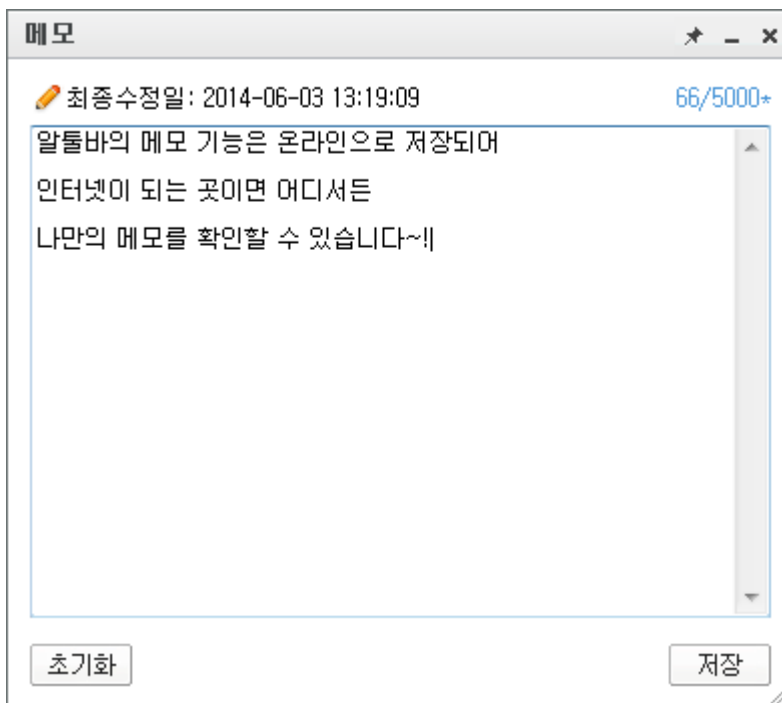 메모
최종수정일: 2014-06-03 13:19:09
66/5000*
알툴바의 메모 기능은 온라인으로 저장되어
인터넷이 되는 곳이면 어디서든
나만의 메모를 확인할 수 있습니다~!
초기화
저장